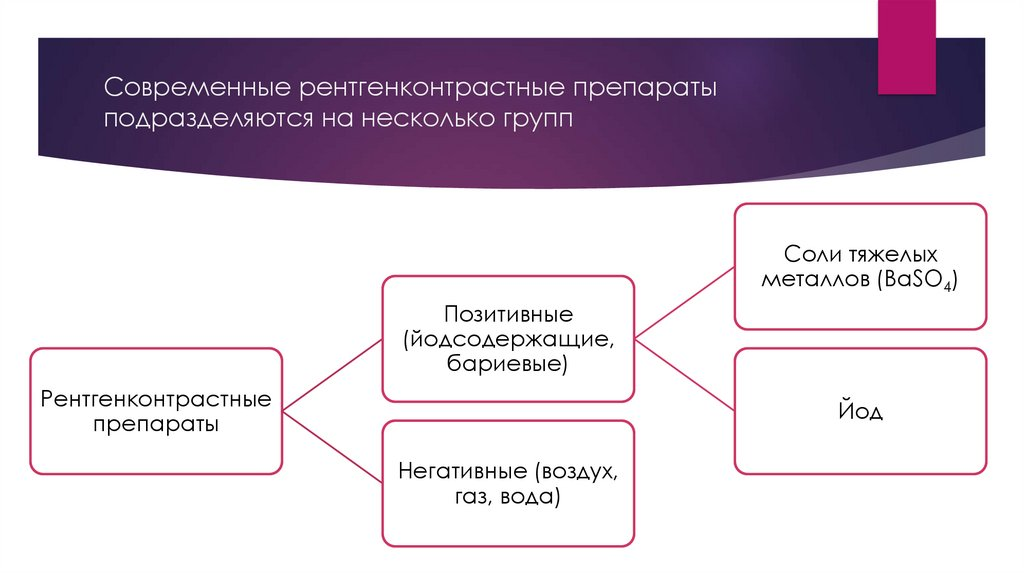 Современные рентгенконтрастные препараты
подразделяются на несколько групп
Рентгенконтрастные
препараты
Позитивные
(йодсодержащие,
бариевые)
Негативные (воздух,
газ, вода)
Соли тяжелых
металлов (BaSO₄)
Йод